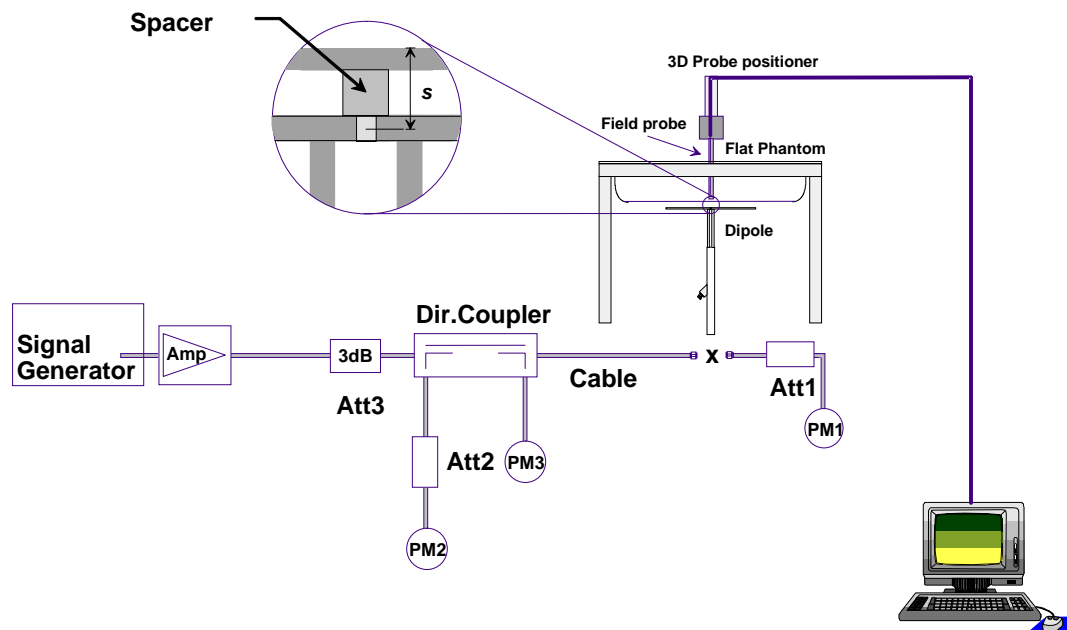 Spacer
s
3D Probe positioner
Field probe
Flat Phantom
Dipole
Dir.Coupler
Signal
Generator
Amp
3dB
Att3
Cable
x
Att1
PM1
Att2
PM3
PM2